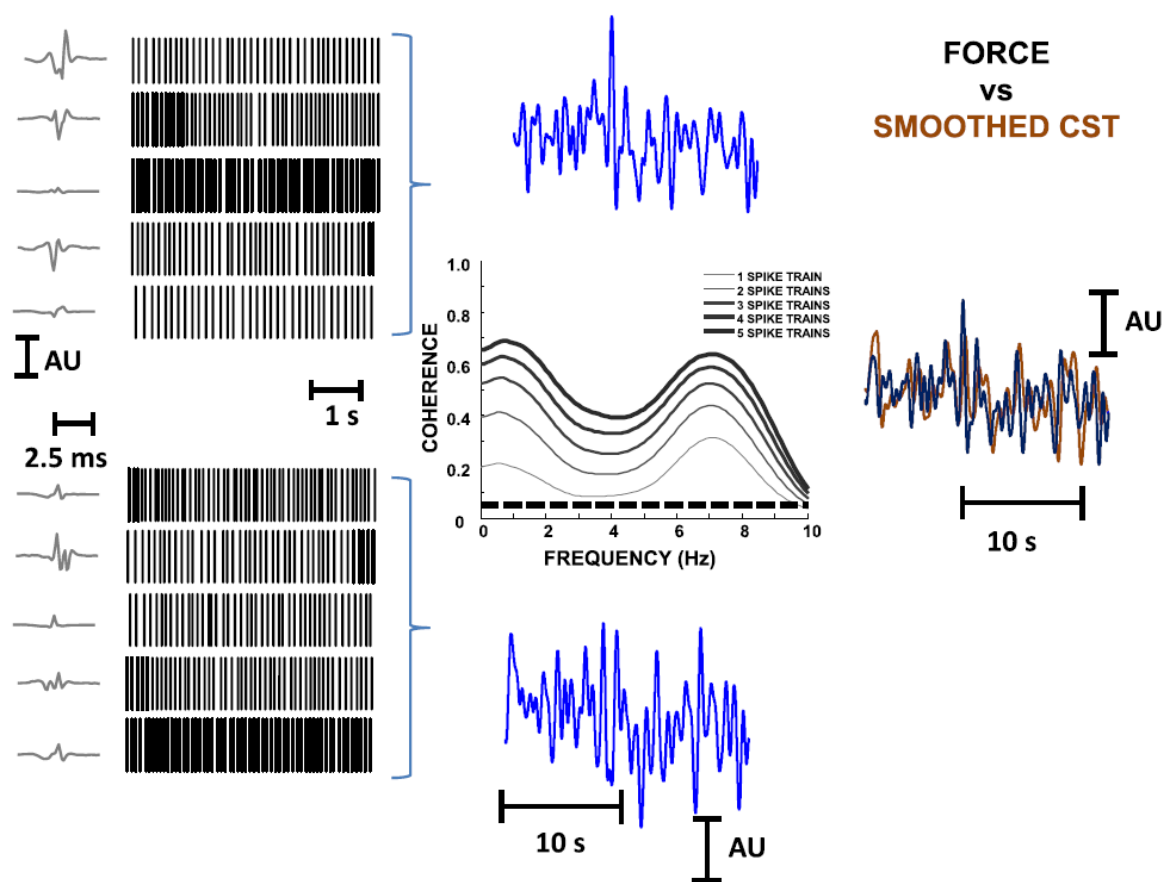 FORCE
vs
SMOOTHED CST
AU
1 s
2.5 ms
COHERENCE
1.0
0.8
0.6
0.4
0.2
0
1 SPIKE TRAIN
2 SPIKE TRAINS
3 SPIKE TRAINS
4 SPIKE TRAINS
5 SPIKE TRAINS
0 2 4 6 8 10
FREQUENCY (Hz)
AU
10 s
10 s
AU